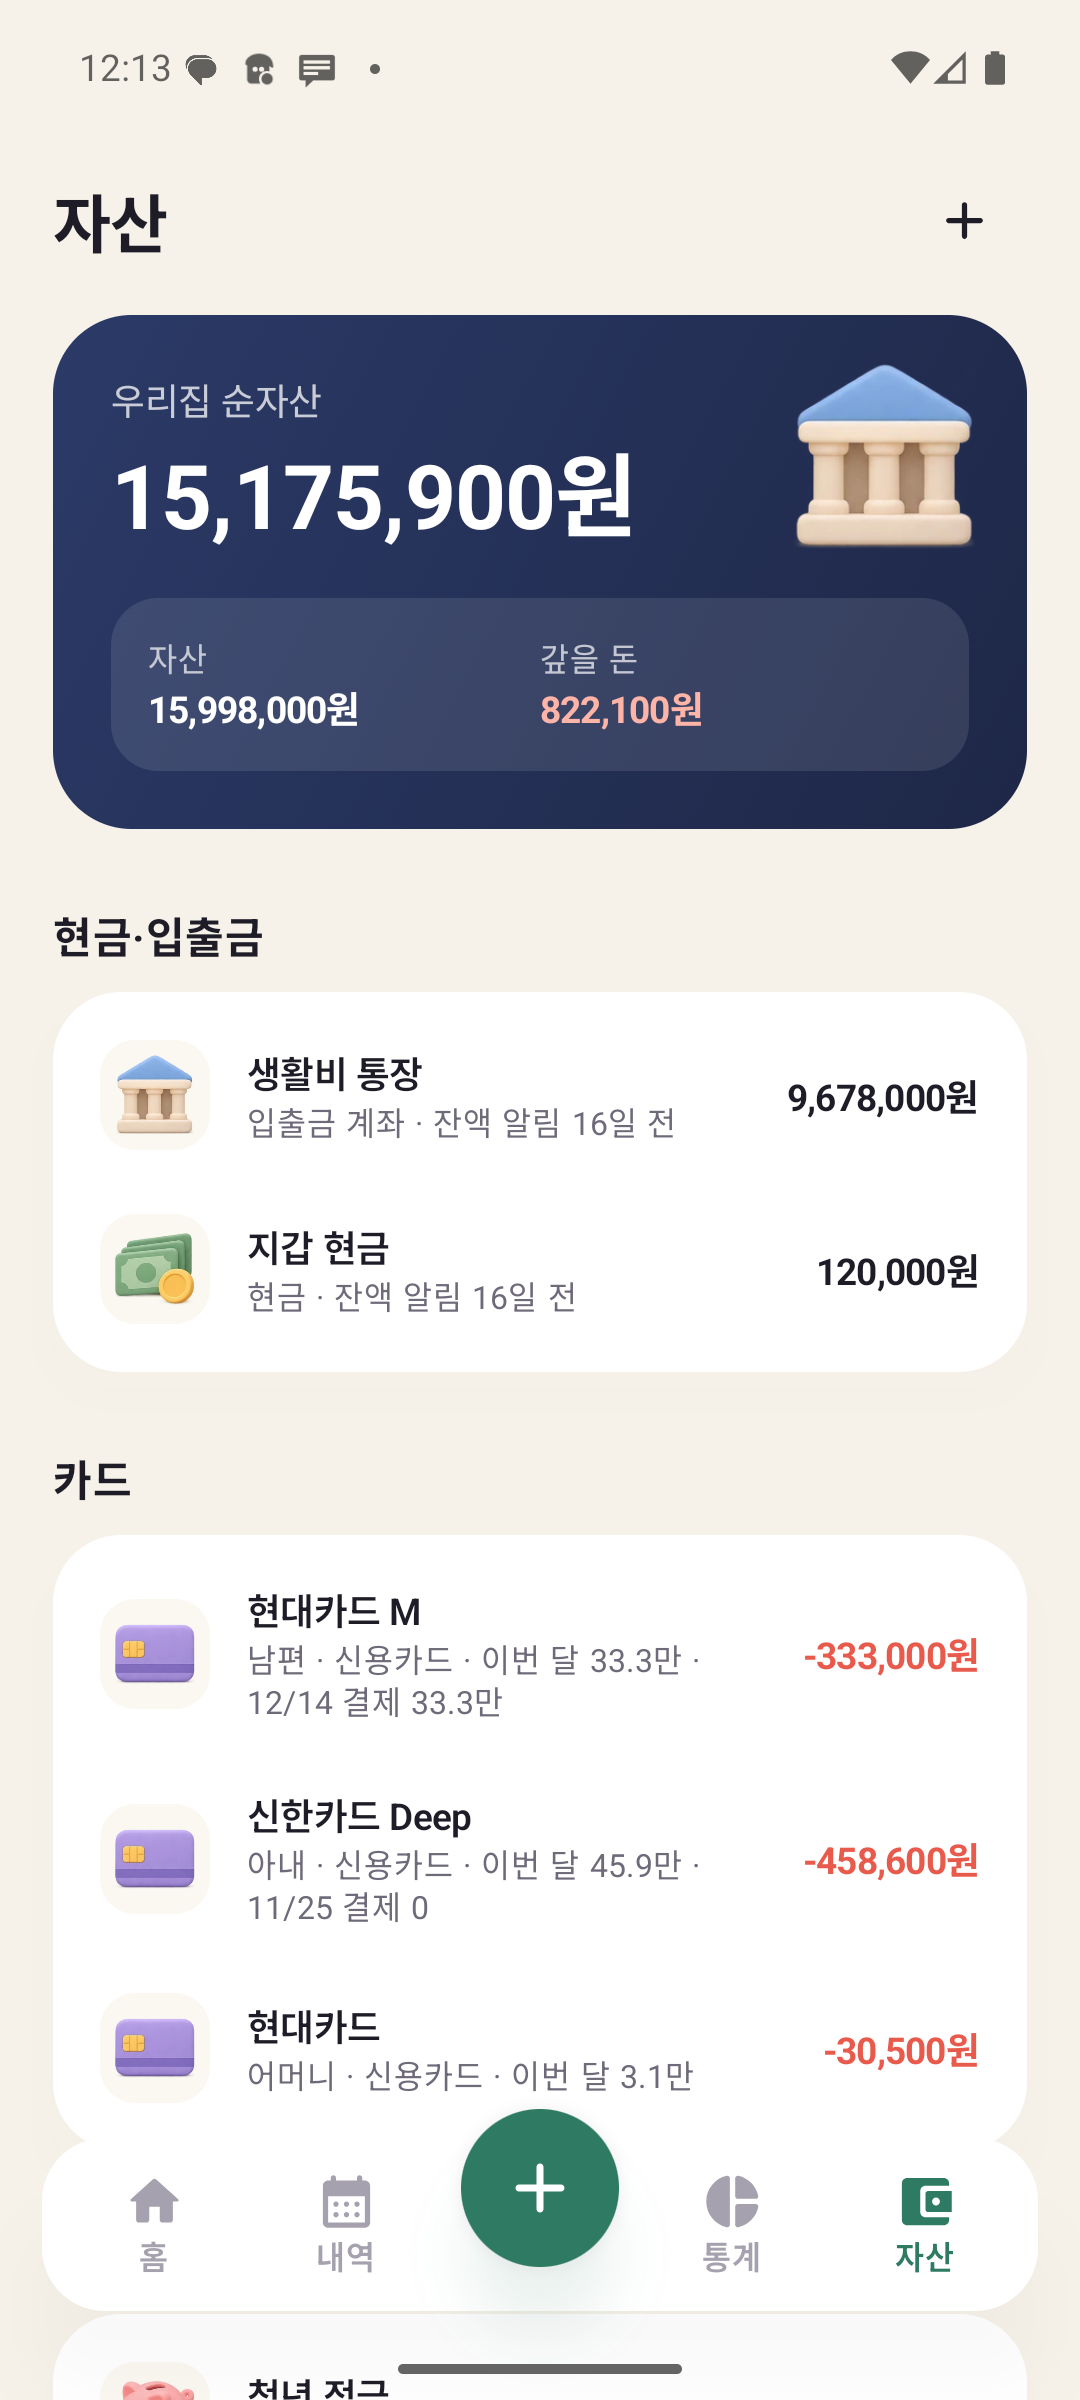 12:13
자산
우리집 순자산
15,175,900원
자산
갚을 돈
15,998,000원
822,100원
현금·입출금
생활비 통장
입출금 계좌 · 잔액 알림 16일 전
9,678,000원
지갑 현금
현금 · 잔액 알림 16일 전
120,000원
카드
현대카드 M
남편 · 신용카드 · 이번 달 33.3만 ·
12/14 결제 33.3만
-333,000원
신한카드 Deep
아내 · 신용카드 · 이번 달 45.9만 ·
11/25 결제 0
-458,600원
현대카드
어머니 · 신용카드 · 이번 달 3.1만
-30,500원
홈
내역
통계
자산